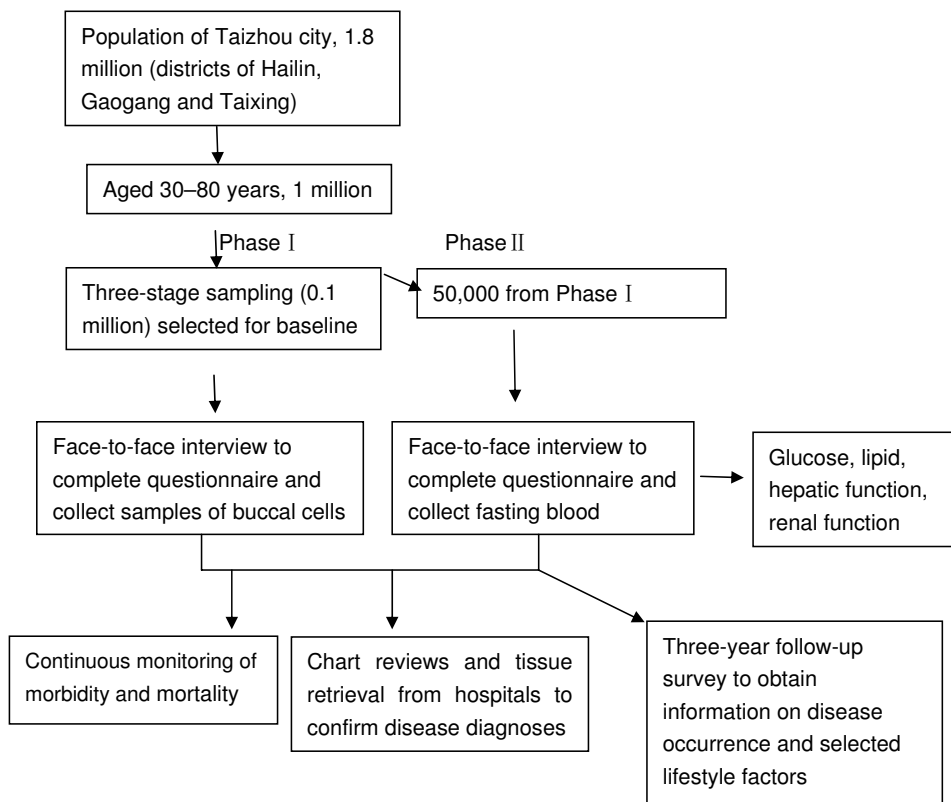 Population of Taizhou city, 1.8
million (districts of Hailin,
Gaogang and Taixing)
Aged 30–80 years, 1 million
Phase Ⅰ
Phase Ⅱ
Three-stage sampling (0.1
million) selected for baseline
50,000 from Phase Ⅰ
Face-to-face interview to
complete questionnaire and
collect samples of buccal cells
Face-to-face interview to
complete questionnaire and
collect fasting blood
Glucose, lipid,
hepatic function,
renal function
Continuous monitoring of
morbidity and mortality
Chart reviews and tissue
retrieval from hospitals to
confirm disease diagnoses
Three-year follow-up
survey to obtain
information on disease
occurrence and selected
lifestyle factors